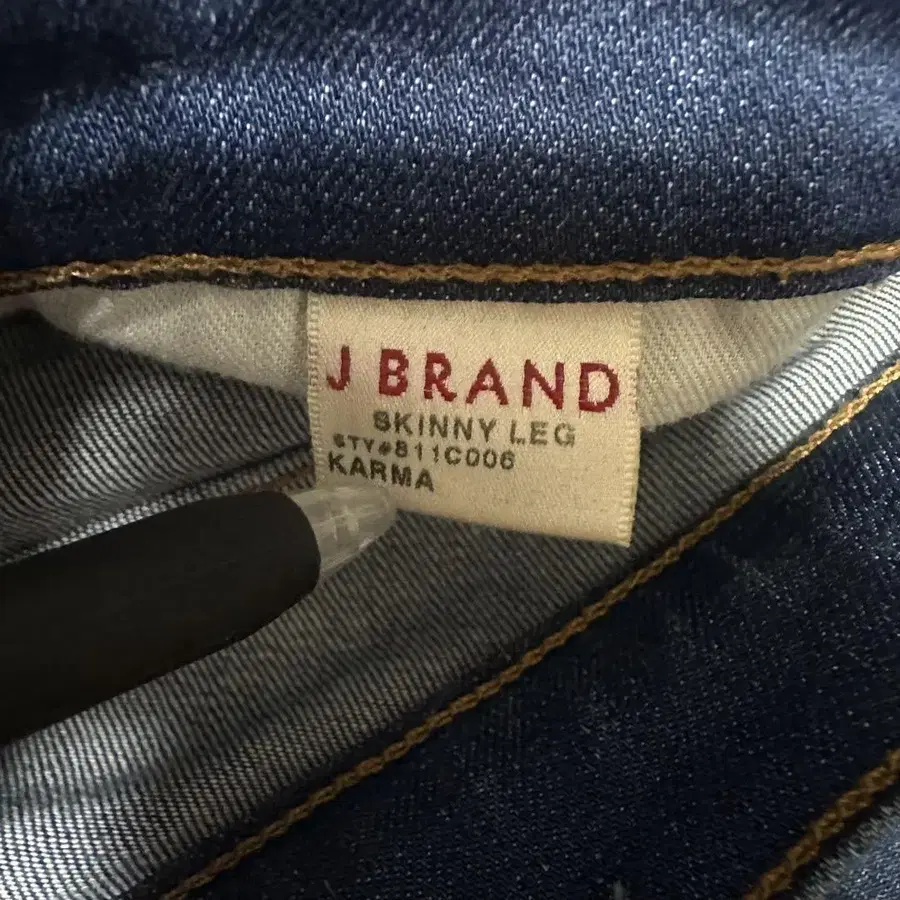 J BRAND
SKINNY LEG
STY#811C006
KARMA